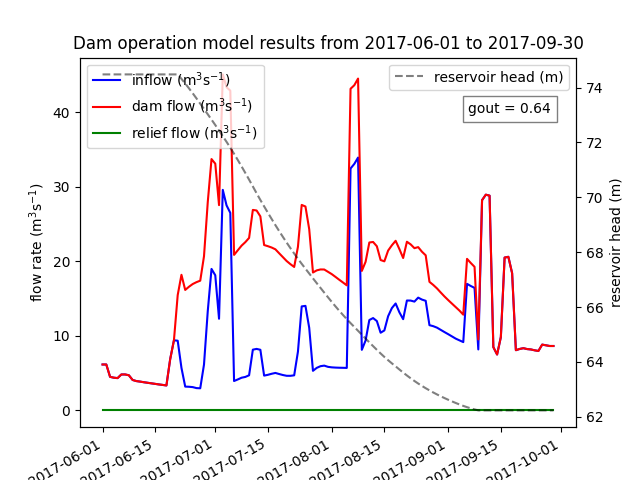 Dam operation model results from 2017-06-01 to 2017-09-30
inflow (m³s⁻¹)
dam flow (m³s⁻¹)
relief flow (m³s⁻¹)
reservoir head (m)
gout = 0.64
flow rate (m³s⁻¹)
40
30
20
10
0
74
72
70
68
66
64
62
reservoir head (m)
2017-06-01
2017-06-15
2017-07-01
2017-07-15
2017-08-01
2017-08-15
2017-09-01
2017-09-15
2017-10-01